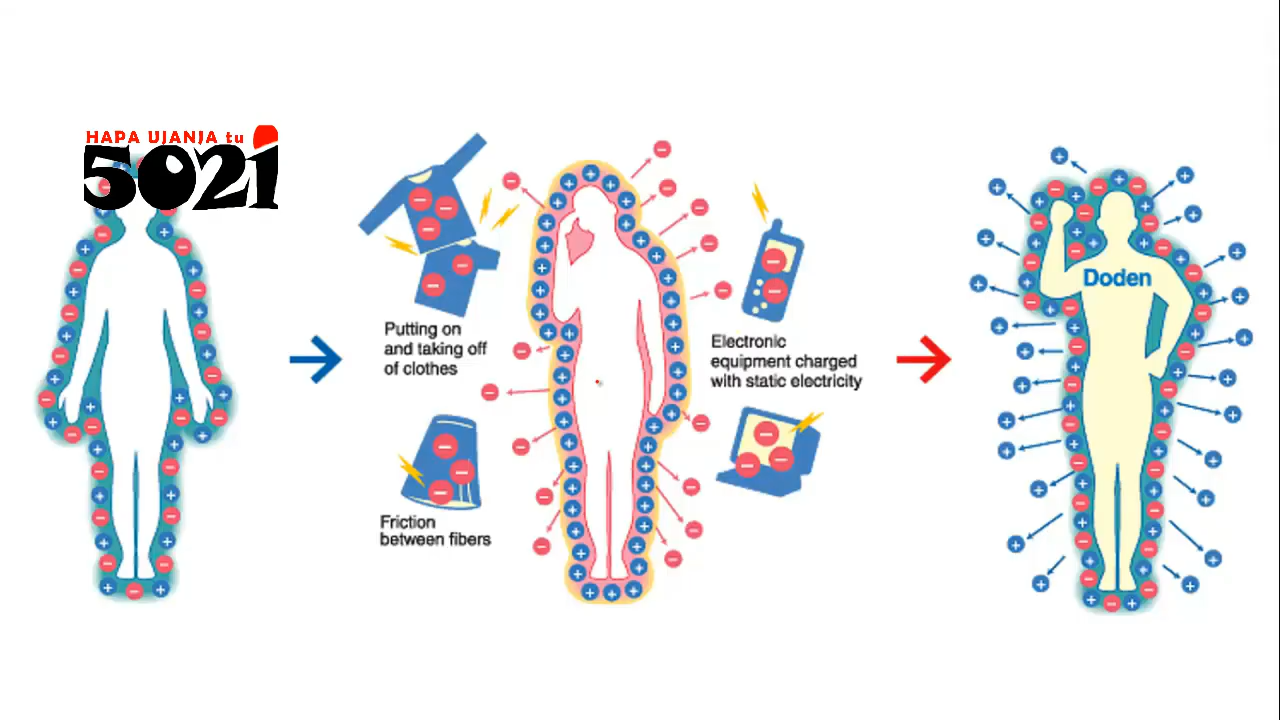 HAPA UJANJA tu
5021
Putting on
and taking off
of clothes
Friction
between fibers
Electronic
equipment charged
with static electricity
Doden